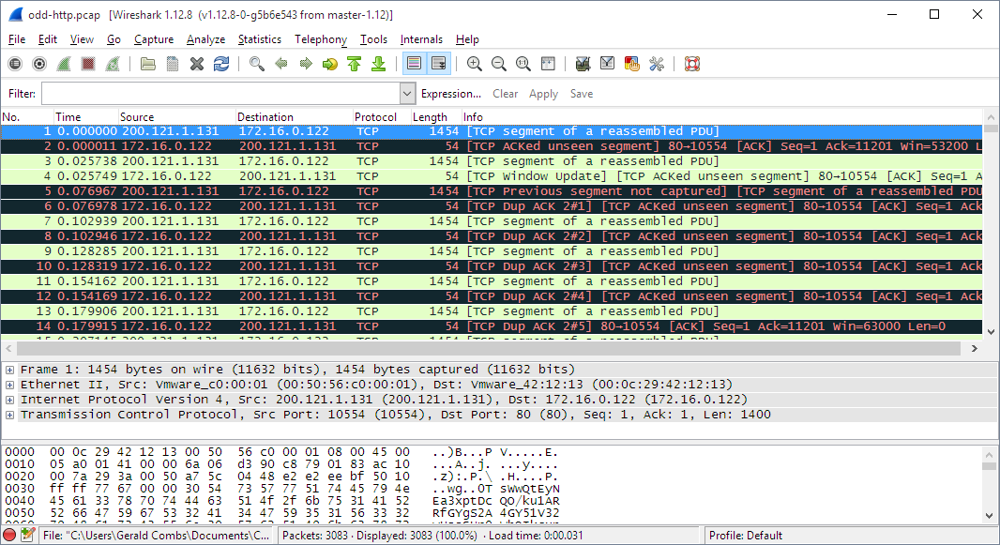 odd-http.pcap [Wireshark 1.12.8 (v1.12.8-0-g5b6e543 from master-1.12)]
File Edit View Go Capture Analyze Statistics Telephony Tools Internals Help
Filter: Expression... Clear Apply Save
No. Time Source Destination Protocol Length Info
1 0.000000 200.121.1.131 172.16.0.122 TCP 1454 [TCP segment of a reassembled PDU]
2 0.000011 172.16.0.122 200.121.1.131 TCP 54 [TCP ACKed unseen segment] 80→10554 [ACK] Seq=1 Ack=11201 Win=53200 L
3 0.025738 200.121.1.131 172.16.0.122 TCP 1454 [TCP segment of a reassembled PDU]
4 0.025749 172.16.0.122 200.121.1.131 TCP 54 [TCP Window Update] [TCP ACKed unseen segment] 80→10554 [ACK] Seq=1 A
5 0.076967 200.121.1.131 172.16.0.122 TCP 1454 [TCP Previous segment not captured] [TCP segment of a reassembled PDU
6 0.076978 172.16.0.122 200.121.1.131 TCP 54 [TCP Dup ACK 2#1] [TCP ACKed unseen segment] 80→10554 [ACK] Seq=1 Ack
7 0.102939 200.121.1.131 172.16.0.122 TCP 1454 [TCP segment of a reassembled PDU]
8 0.102946 172.16.0.122 200.121.1.131 TCP 54 [TCP Dup ACK 2#2] [TCP ACKed unseen segment] 80→10554 [ACK] Seq=1 Ack
9 0.128285 200.121.1.131 172.16.0.122 TCP 1454 [TCP segment of a reassembled PDU]
10 0.128319 172.16.0.122 200.121.1.131 TCP 54 [TCP Dup ACK 2#3] [TCP ACKed unseen segment] 80→10554 [ACK] Seq=1 Ack
11 0.154162 200.121.1.131 172.16.0.122 TCP 1454 [TCP segment of a reassembled PDU]
12 0.154169 172.16.0.122 200.121.1.131 TCP 54 [TCP Dup ACK 2#4] [TCP ACKed unseen segment] 80→10554 [ACK] Seq=1 Ack
13 0.179906 200.121.1.131 172.16.0.122 TCP 1454 [TCP segment of a reassembled PDU]
14 0.179915 172.16.0.122 200.121.1.131 TCP 54 [TCP Dup ACK 2#5] 80→10554 [ACK] Seq=1 Ack=11201 Win=63000 Len=0
Frame 1: 1454 bytes on wire (11632 bits), 1454 bytes captured (11632 bits)
Ethernet II, Src: Vmware_c0:00:01 (00:50:56:c0:00:01), Dst: Vmware_42:12:13 (00:0c:29:42:12:13)
Internet Protocol Version 4, Src: 200.121.1.131 (200.121.1.131), Dst: 172.16.0.122 (172.16.0.122)
Transmission Control Protocol, Src Port: 10554 (10554), Dst Port: 80 (80), Seq: 1, Ack: 1, Len: 1400
0000 00 0c 29 42 12 13 00 50 56 c0 00 01 08 00 45 00 ..)B...P V.....E.
0010 05 a0 01 41 00 00 6a 06 d3 90 c8 79 01 83 ac 10 ...A..j. ...y....
0020 00 7a 29 3a 00 50 a7 5c 04 48 e2 e2 ee bf 50 10 .z):.P.\ .H....P.
0030 ff ff 77 67 00 00 30 54 73 57 77 51 74 45 79 4e ..wg..0T sWwQtEyN
0040 45 61 33 78 70 74 44 63 51 4f 2f 6b 75 31 41 52 Ea3xptDc QO/ku1AR
0050 52 66 47 59 67 53 32 41 34 47 59 35 31 56 33 32 RfGYgS2A 4GY51V32
File: "C:\Users\Gerald Combs\Documents\C... Packets: 3083 · Displayed: 3083 (100.0%) · Load time: 0:00.031 Profile: Default